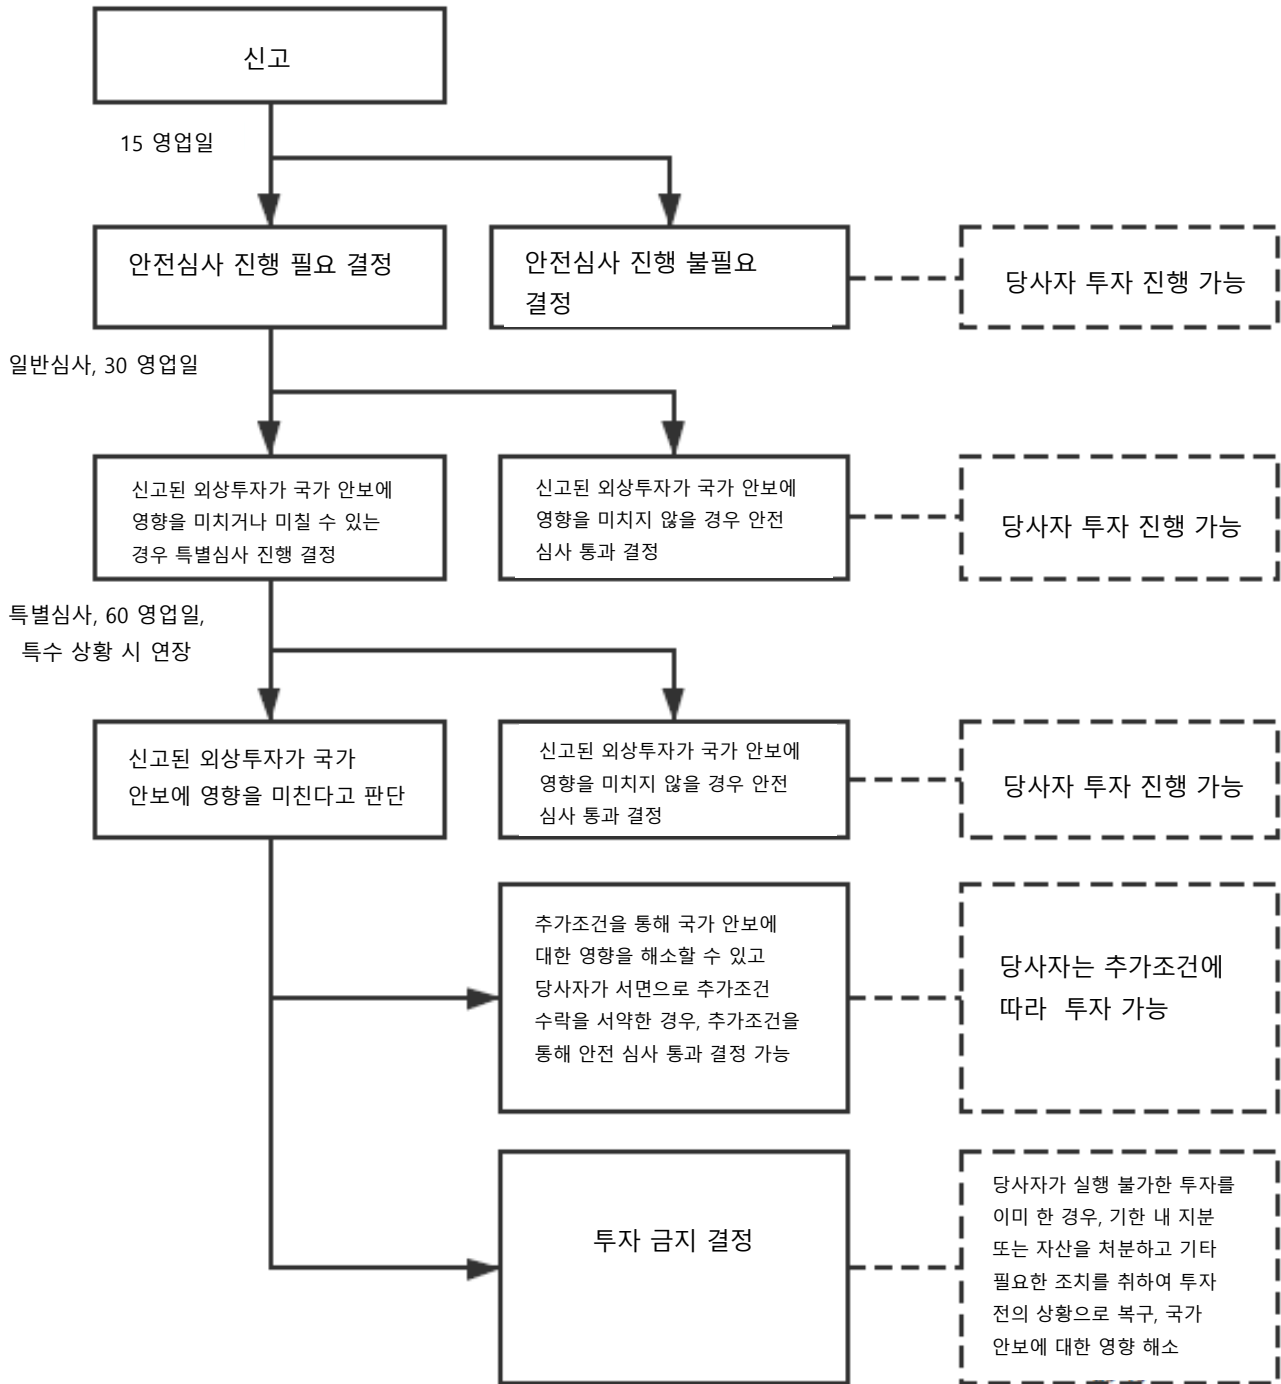 신고
15 영업일
안전심사 진행 필요 결정
안전심사 진행 불필요
결정
당사자 투자 진행 가능
일반심사, 30 영업일
신고된 외상투자가 국가 안보에
영향을 미치거나 미칠 수 있는
경우 특별심사 진행 결정
신고된 외상투자가 국가 안보에
영향을 미치지 않을 경우 안전
심사 통과 결정
당사자 투자 진행 가능
특별심사, 60 영업일,
특수 상황 시 연장
신고된 외상투자가 국가
안보에 영향을 미친다고 판단
신고된 외상투자가 국가 안보에
영향을 미치지 않을 경우 안전
심사 통과 결정
당사자 투자 진행 가능
추가조건을 통해 국가 안보에
대한 영향을 해소할 수 있고
당사자가 서면으로 추가조건
수락을 서약한 경우, 추가조건을
통해 안전 심사 통과 결정 가능
당사자는 추가조건에
따라 투자 가능
투자 금지 결정
당사자가 실행 불가한 투자를
이미 한 경우, 기한 내 지분
또는 자산을 처분하고 기타
필요한 조치를 취하여 투자
전의 상황으로 복구, 국가
안보에 대한 영향 해소